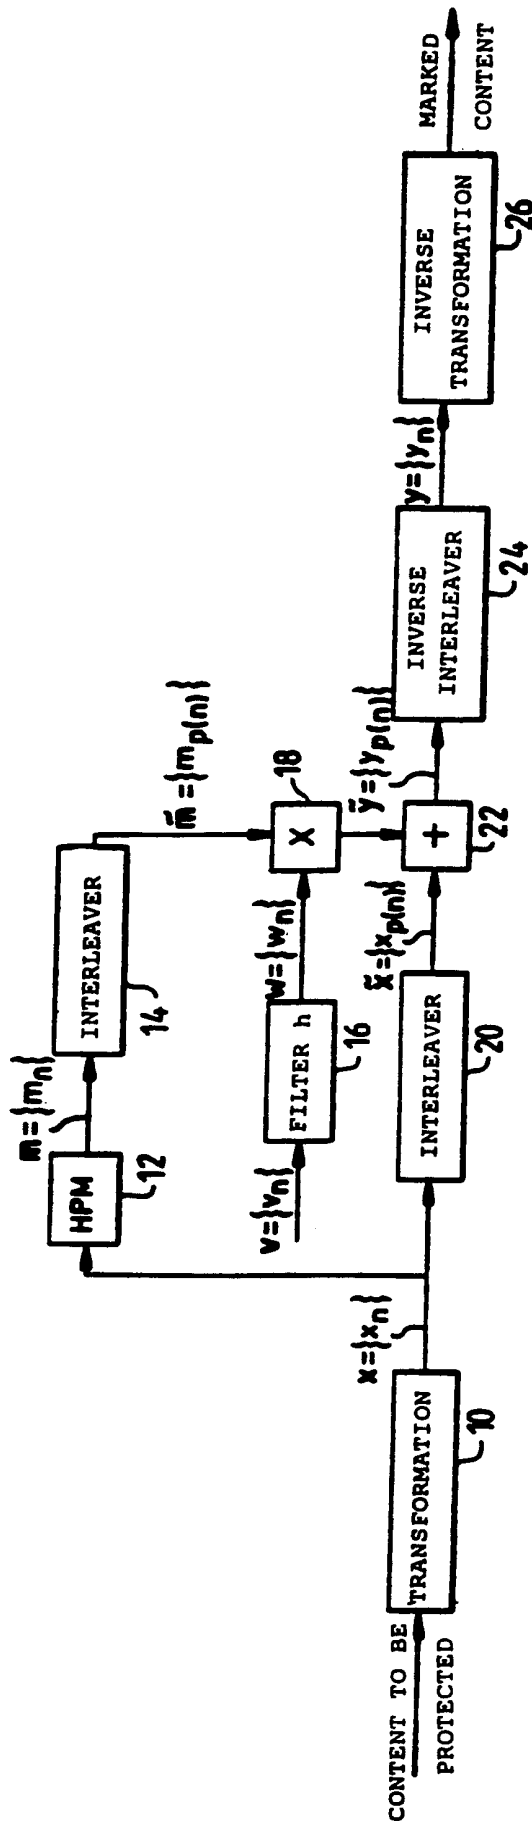 CONTENT TO BE
PROTECTED
TRANSFORMATION
10
x={xn}
HPM
12
m={mn}
INTERLEAVER
14
m̃={mp(n)}
v={vn}
FILTER h
16
w={wn}
X
18
INTERLEAVER
20
x̃={xp(n)}
+
22
ỹ={yp(n)}
INVERSE
INTERLEAVER
24
y={yn}
INVERSE
TRANSFORMATION
26
MARKED
CONTENT